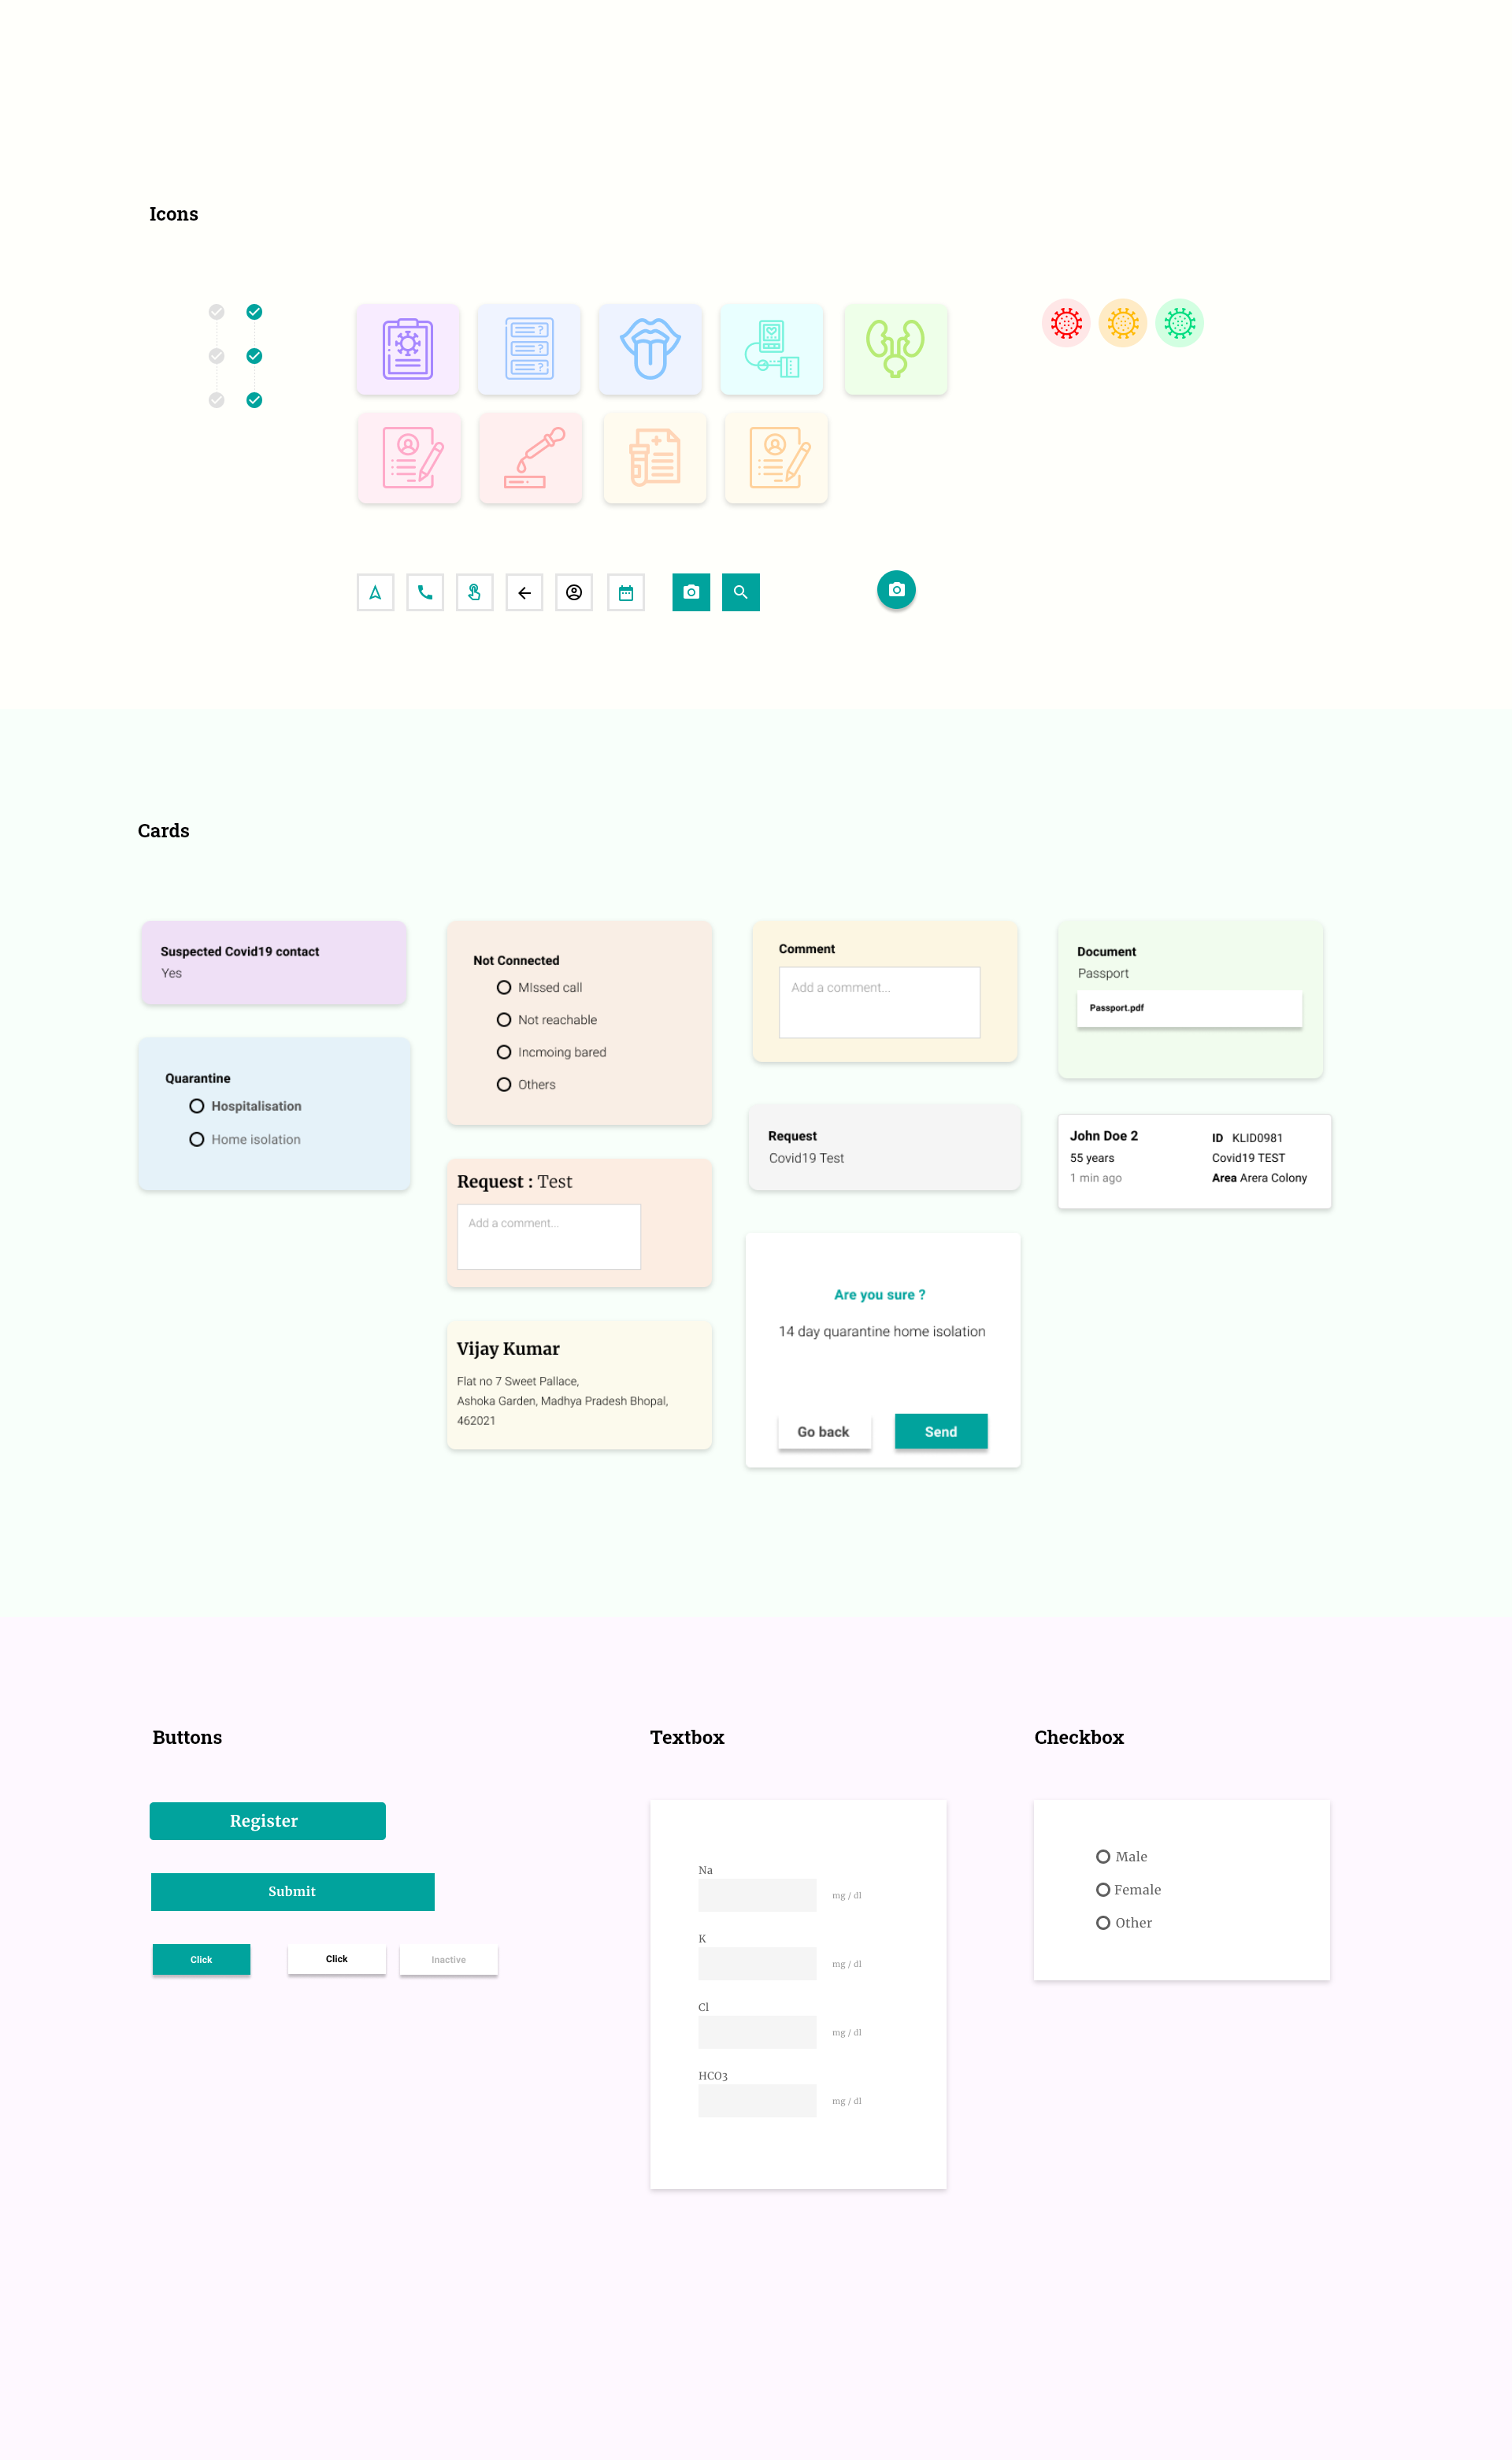 Icons
?
?
?
Cards
Suspected Covid19 contact
Yes
Quarantine
Hospitalisation
Home isolation
Not Connected
MIssed call
Not reachable
Incmoing bared
Others
Request : Test
Add a comment...
Vijay Kumar
Flat no 7 Sweet Pallace,
Ashoka Garden, Madhya Pradesh Bhopal,
462021
Comment
Add a comment...
Request
Covid19 Test
Are you sure ?
14 day quarantine home isolation
Go back
Send
Document
Passport
Passport.pdf
John Doe 2
55 years
1 min ago
ID KLID0981
Covid19 TEST
Area Arera Colony
Buttons
Register
Submit
Click
Click
Inactive
Textbox
Na
mg / dl
K
mg / dl
Cl
mg / dl
HCO3
mg / dl
Checkbox
Male
Female
Other